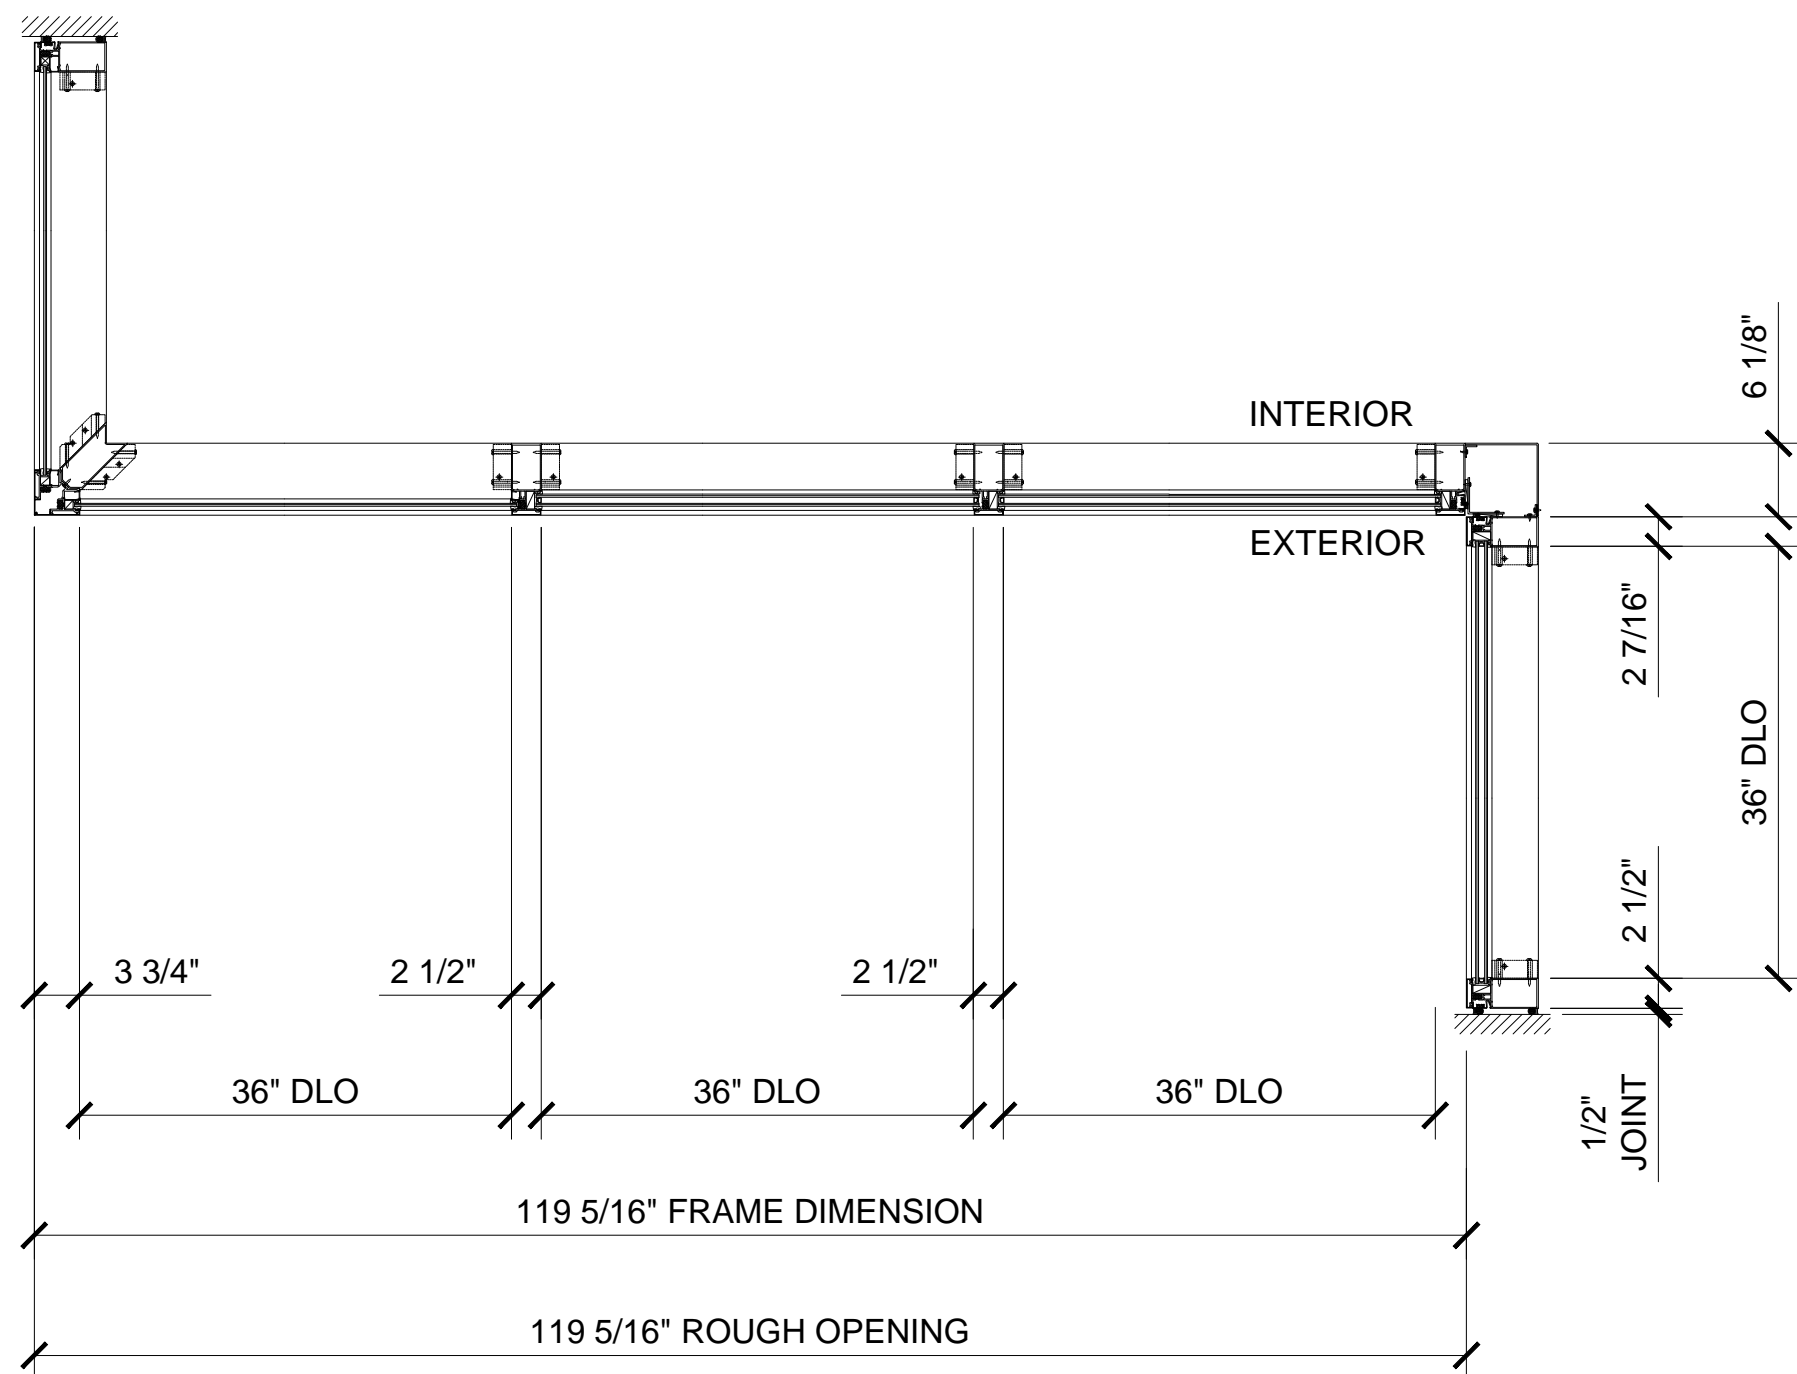 6 1/8"
INTERIOR
EXTERIOR
2 7/16"
36" DLO
2 1/2"
3 3/4"
2 1/2"
2 1/2"
36" DLO
36" DLO
36" DLO
1/2"
JOINT
119 5/16" FRAME DIMENSION
119 5/16" ROUGH OPENING